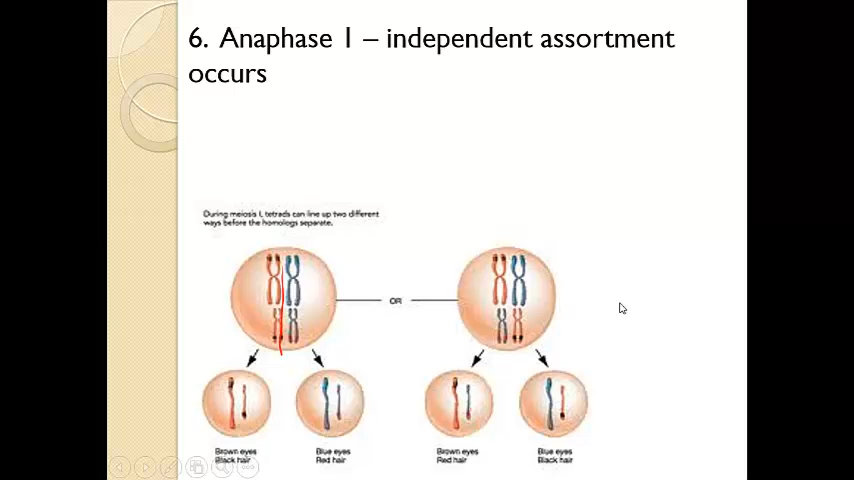 6. Anaphase 1 – independent assortment
occurs
During meiosis I, tetrads can line up two different
ways before the homologs separate.
OR
Brown eyes
Black hair
Blue eyes
Red hair
Brown eyes
Red hair
Blue eyes
Black hair